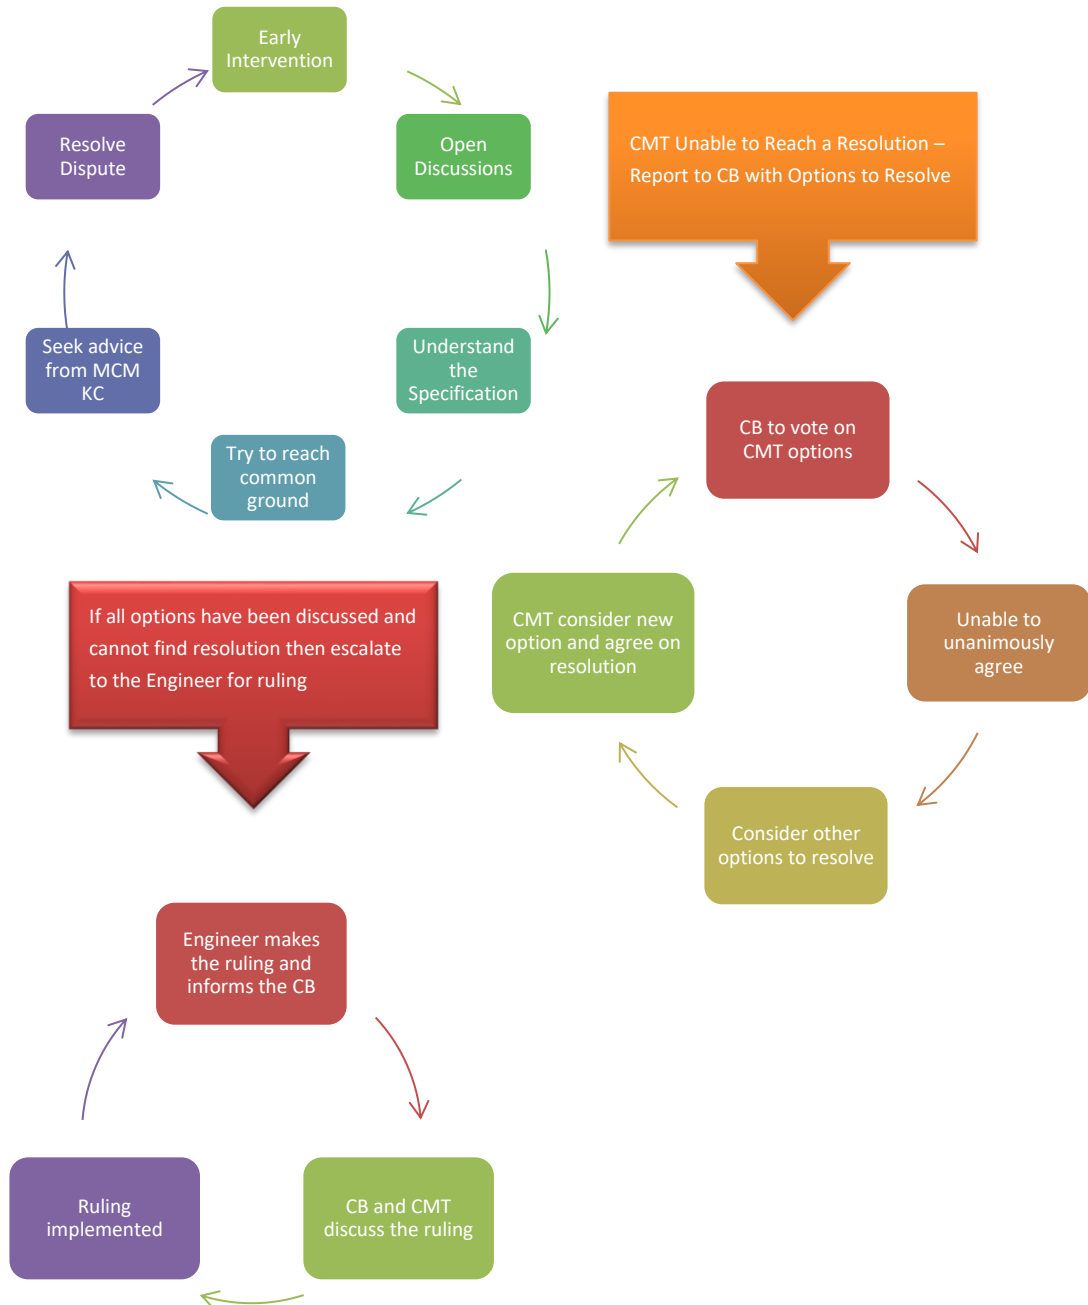 Early
Intervention
Open
Discussions
Understand
the
Specification
Try to reach
common
ground
Seek advice
from MCM
KC
Resolve
Dispute
CMT Unable to Reach a Resolution –
Report to CB with Options to Resolve
CB to vote on
CMT options
Unable to
unanimously
agree
Consider other
options to resolve
CMT consider new
option and agree on
resolution
If all options have been discussed and
cannot find resolution then escalate
to the Engineer for ruling
Engineer makes
the ruling and
informs the CB
CB and CMT
discuss the ruling
Ruling
implemented